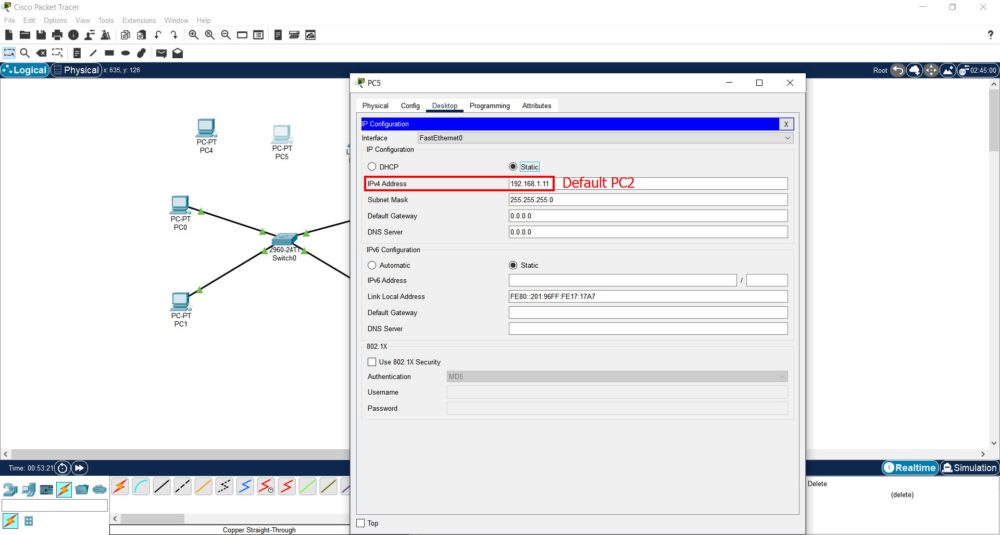 Cisco Packet Tracer
File Edit Options View Tools Extensions Window Help
Logical Physical x: 635, y: 126
Root 02:45:00
PC-PT
PC4
PC-PT
PC5
PC-PT
PC0
2960-24TT
Switch0
PC-PT
PC1
PC5
Physical Config Desktop Programming Attributes
IP Configuration X
Interface FastEthernet0
IP Configuration
DHCP Static
IPv4 Address 192.168.1.11 Default PC2
Subnet Mask 255.255.255.0
Default Gateway 0.0.0.0
DNS Server 0.0.0.0
IPv6 Configuration
Automatic Static
IPv6 Address /
Link Local Address FE80::201:96FF:FE17:17A7
Default Gateway
DNS Server
802.1X
Use 802.1X Security
Authentication MD5
Username
Password
Top
Time: 00:53:21
Realtime Simulation
Copper Straight-Through
Delete
(delete)